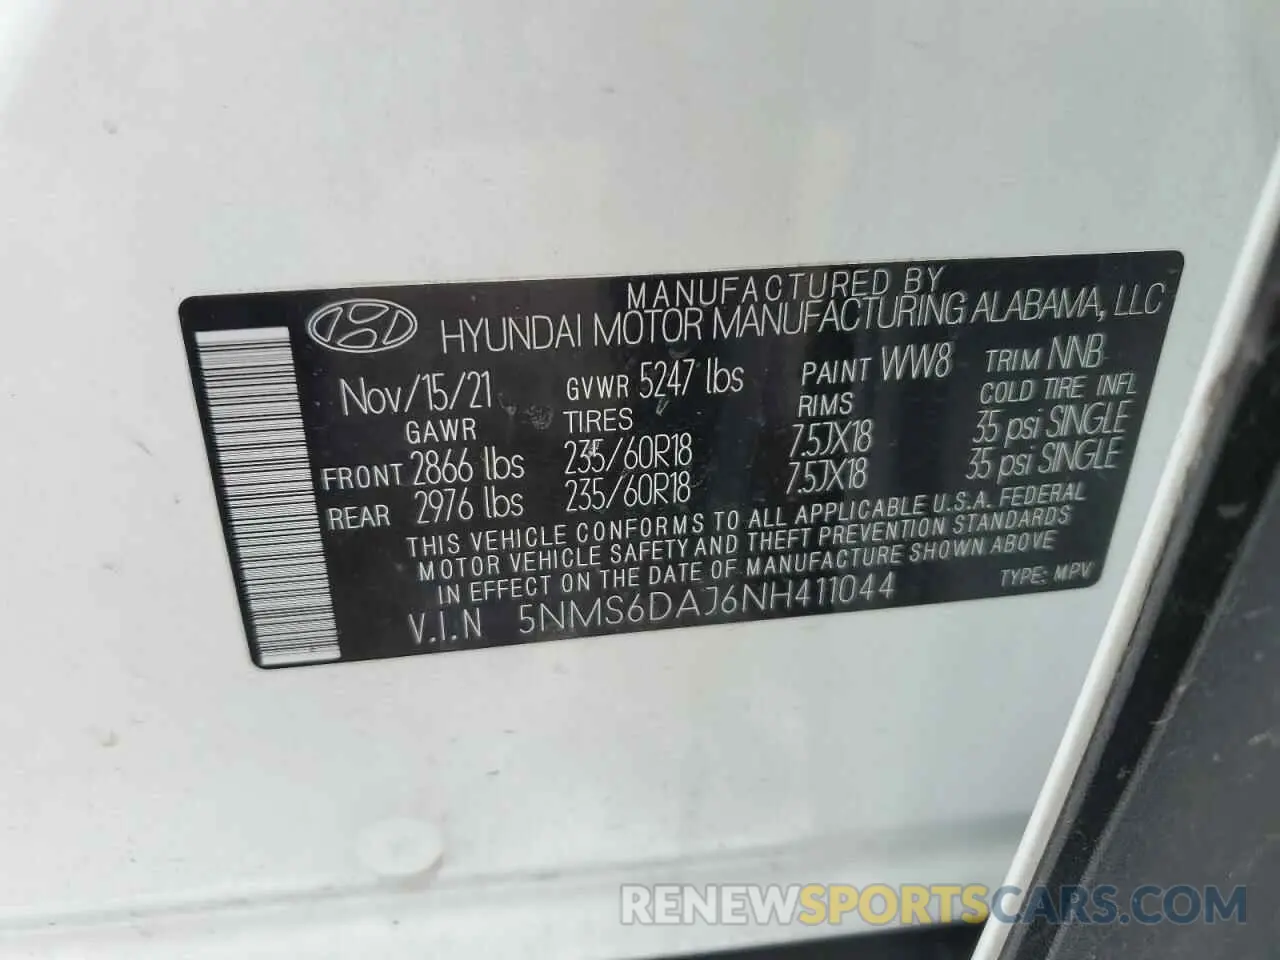 MANUFACTURED BY
HYUNDAI MOTOR MANUFACTURING ALABAMA, LLC
Nov/15/21 GVWR 5247 lbs PAINT WW8 TRIM NNB
GAWR TIRES RIMS COLD TIRE INFL
FRONT 2866 lbs 235/60R18 7.5JX18 35 psi SINGLE
REAR 2976 lbs 235/60R18 7.5JX18 35 psi SINGLE
THIS VEHICLE CONFORMS TO ALL APPLICABLE U.S.A. FEDERAL
MOTOR VEHICLE SAFETY AND THEFT PREVENTION STANDARDS
IN EFFECT ON THE DATE OF MANUFACTURE SHOWN ABOVE
V.I.N 5NMS6DAJ6NH411044 TYPE: MPV
RENEWSPORTSCARS.COM